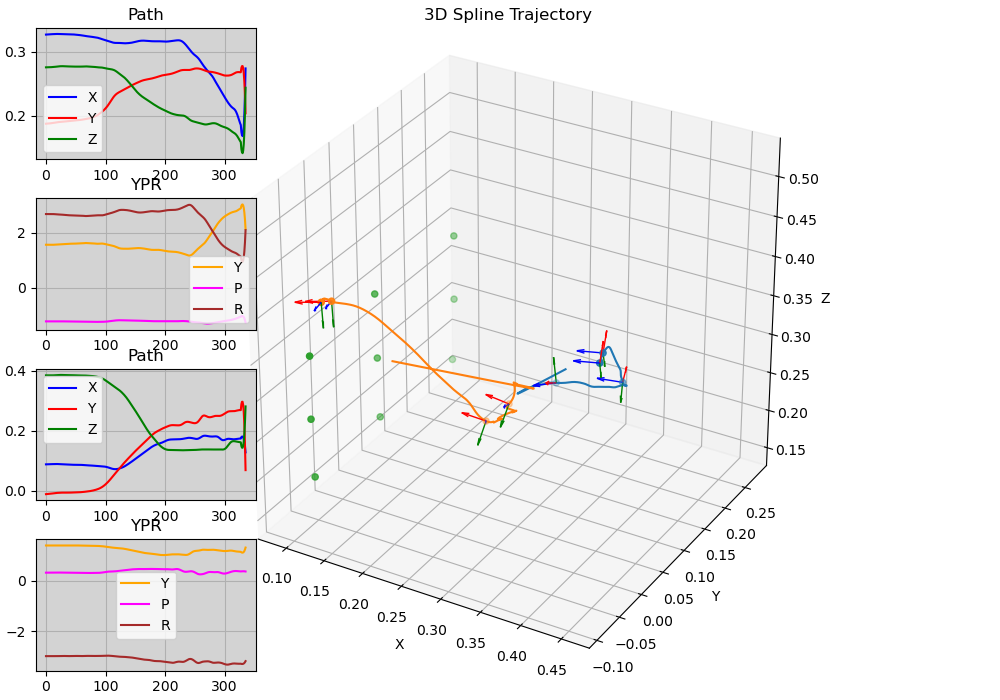 Path
0.3
0.2
X
Y
Z
0 100 200 300
YPR
2
0
Y
P
R
0 100 200 300
Path
0.4
0.2
0.0
X
Y
Z
0 100 200 300
YPR
0
−2
Y
P
R
0 100 200 300
3D Spline Trajectory
0.50
0.45
0.40
0.35
0.30
0.25
0.20
0.15
Z
0.25
0.20
0.15
0.10
0.05
0.00
−0.05
−0.10
Y
0.10
0.15
0.20
0.25
0.30
0.35
0.40
0.45
X